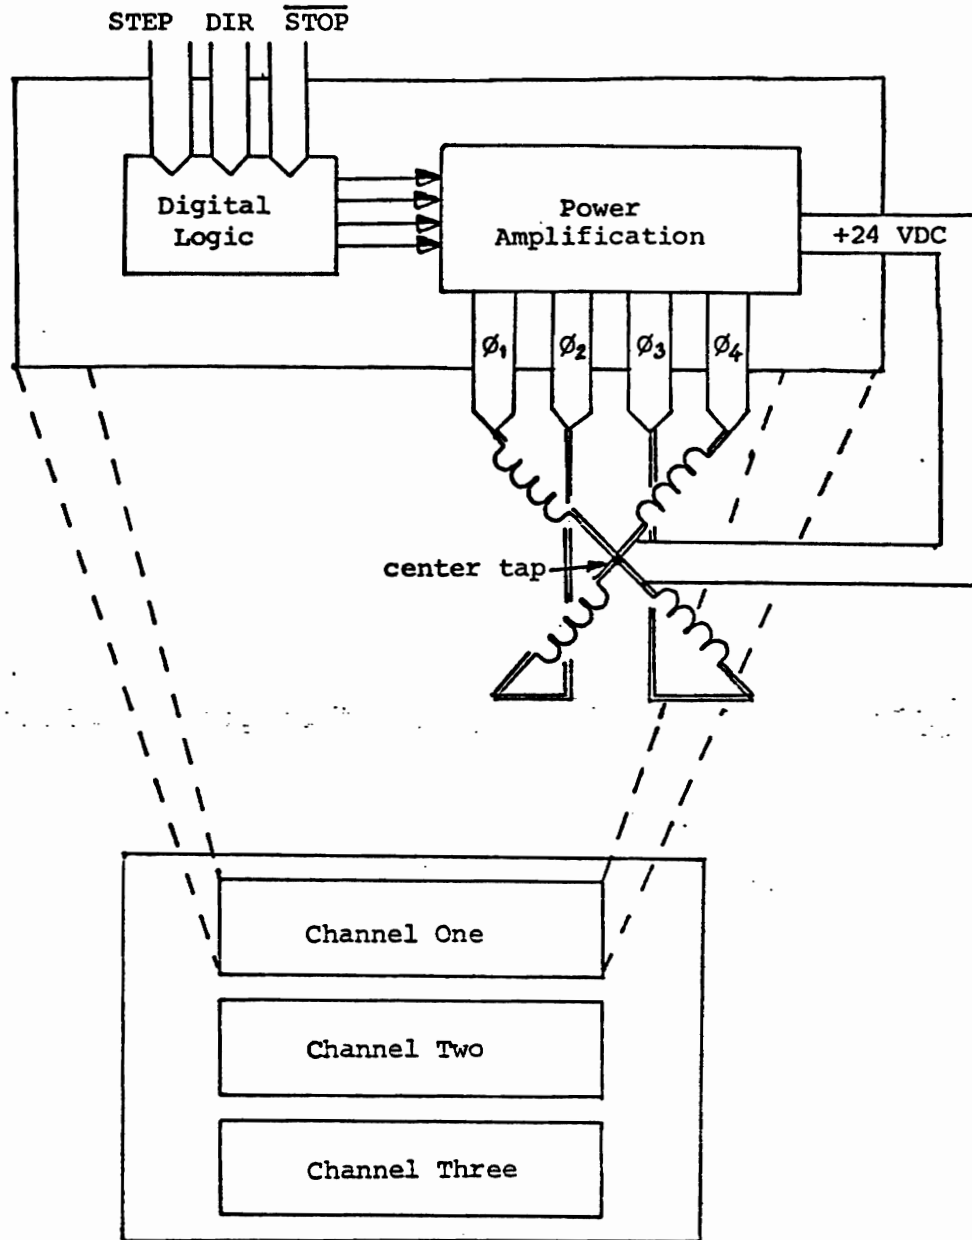 STEP DIR S̅T̅O̅P̅
Digital
Logic
Power
Amplification
+24 VDC
Ø₁ Ø₂ Ø₃ Ø₄
center tap
Channel One
Channel Two
Channel Three